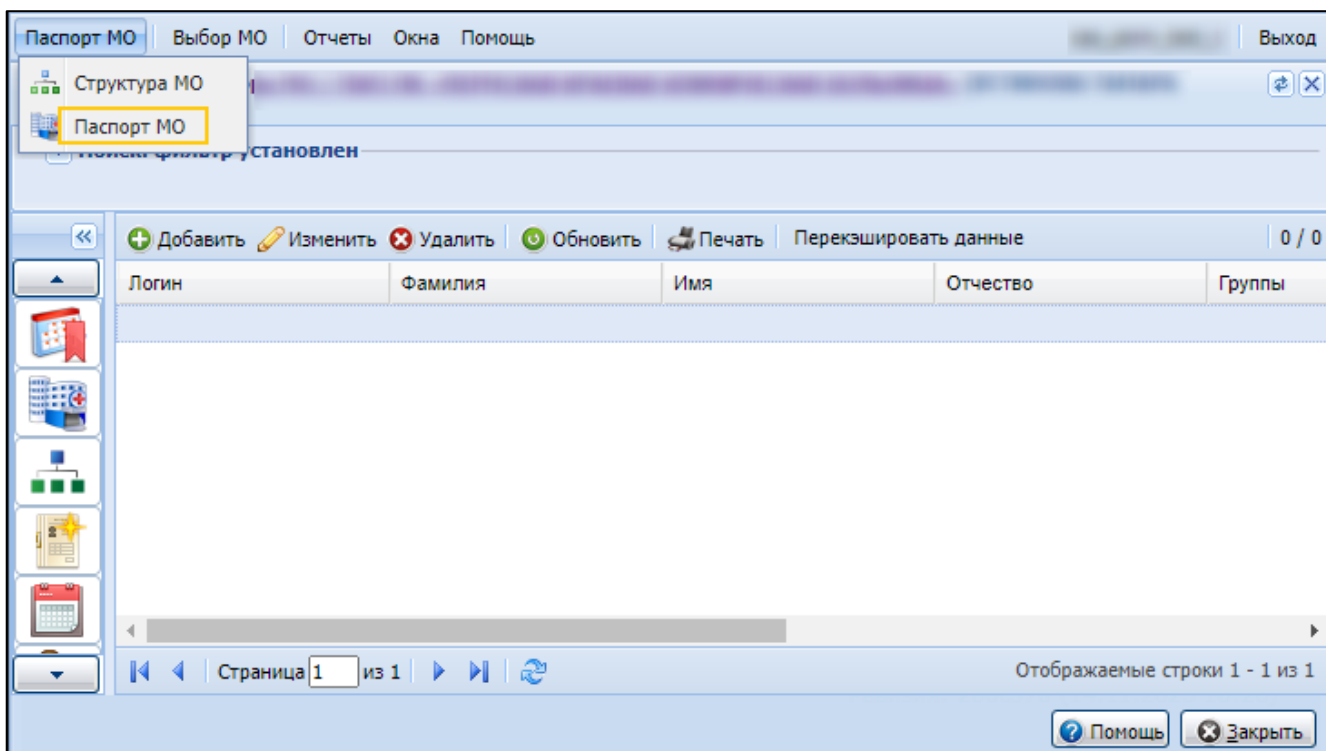 Паспорт МО Выбор МО Отчеты Окна Помощь Выход
Структура МО
Паспорт МО
установлен
Добавить Изменить Удалить Обновить Печать Перекэшировать данные 0 / 0
Логин Фамилия Имя Отчество Группы
Страница 1 из 1 Отображаемые строки 1 - 1 из 1
Помощь Закрыть